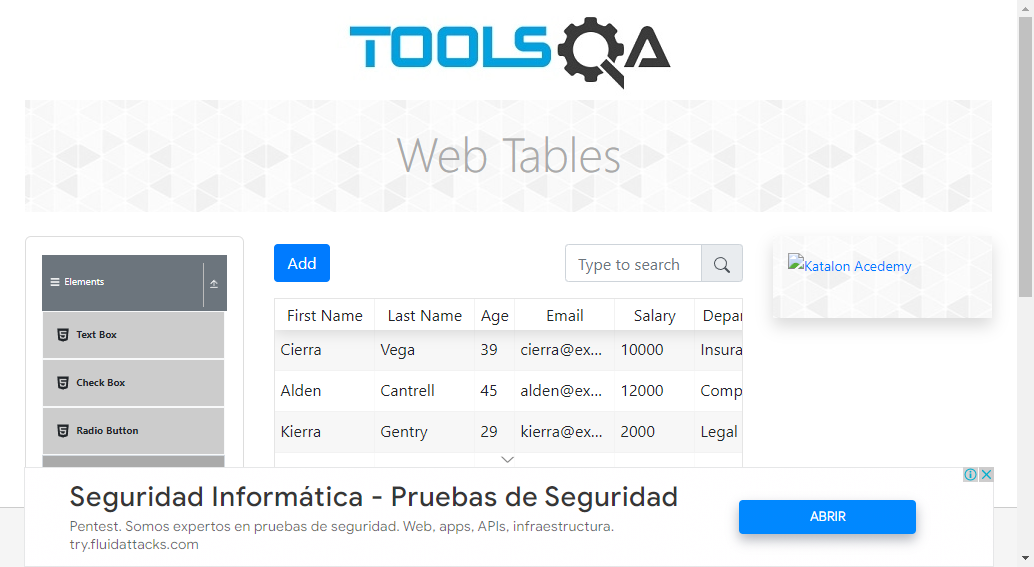 TOOLSQA
Web Tables
Elements
Text Box
Check Box
Radio Button
Add
Type to search
First Name Last Name Age Email Salary Depar
Cierra Vega 39 cierra@ex... 10000 Insura
Alden Cantrell 45 alden@ex... 12000 Comp
Kierra Gentry 29 kierra@ex... 2000 Legal
Katalon Acedemy
Seguridad Informática - Pruebas de Seguridad
Pentest. Somos expertos en pruebas de seguridad. Web, apps, APIs, infraestructura.
try.fluidattacks.com
ABRIR